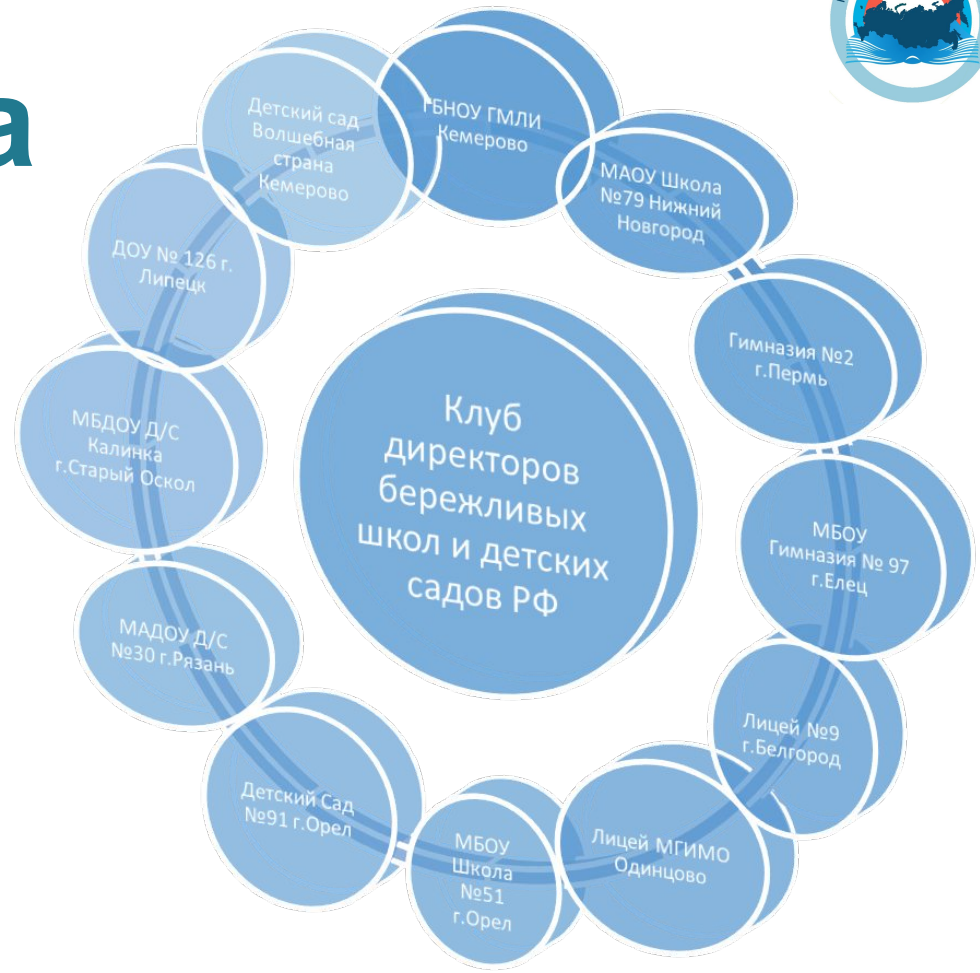 а
Клуб
директоров
бережливых
школ и детских
садов РФ
ГБНОУ ГМЛИ
Кемерово
МАОУ Школа
№79 Нижний
Новгород
Гимназия №2
г.Пермь
МБОУ
Гимназия № 97
г.Елец
Лицей №9
г.Белгород
Лицей МГИМО
Одинцово
МБОУ
Школа
№51
г.Орел
Детский Сад
№91 г.Орел
МАДОУ Д/С
№30 г.Рязань
МБДОУ Д/С
Калинка
г.Старый Оскол
ДОУ № 126 г.
Липецк
Детский сад
Волшебная
страна
Кемерово